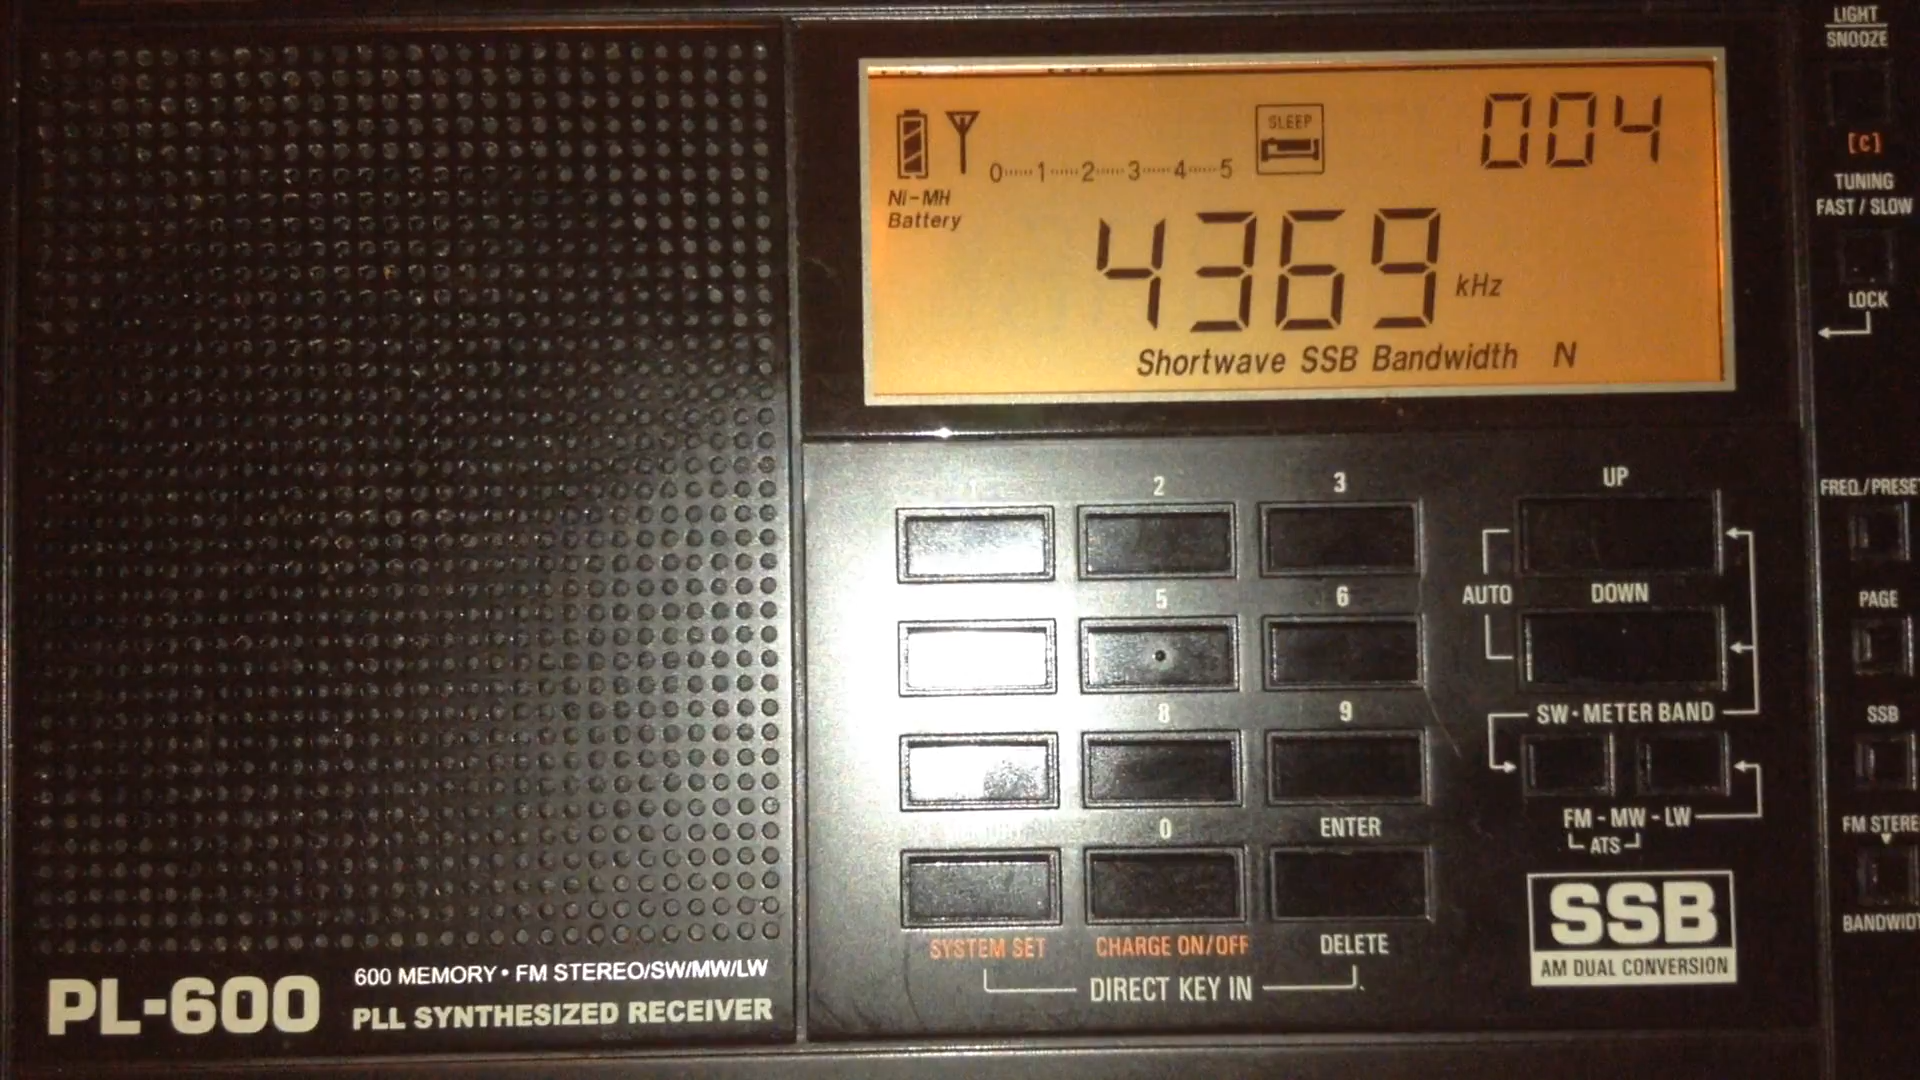 LIGHT
SNOOZE
SLEEP
004
0 1 2 3 4 5
Ni-MH
Battery
4369 kHz
Shortwave SSB Bandwidth N
[C]
TUNING
FAST / SLOW
LOCK
2 3
UP
FREQ./PRESET
5 6
AUTO
DOWN
PAGE
8 9
SW·METER BAND
SSB
0 ENTER
FM - MW - LW
ATS
FM STERE
SSB
AM DUAL CONVERSION
BANDWIDT
SYSTEM SET CHARGE ON/OFF DELETE
DIRECT KEY IN
PL-600
600 MEMORY • FM STEREO/SW/MW/LW
PLL SYNTHESIZED RECEIVER